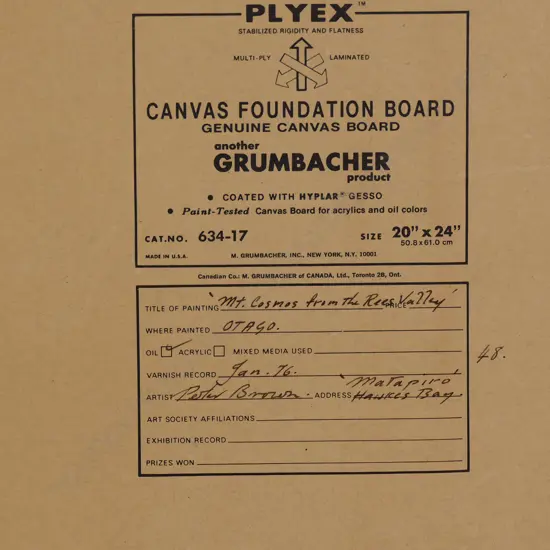 PLYEX™
STABILIZED RIGIDITY AND FLATNESS
MULTI-PLY LAMINATED
CANVAS FOUNDATION BOARD
GENUINE CANVAS BOARD
another
GRUMBACHER
product
• COATED WITH HYPLAR® GESSO
• Paint-Tested Canvas Board for acrylics and oil colors
CAT.NO. 634-17 SIZE 20" x 24"
50.8 x 61.0 cm
MADE IN U.S.A. M. GRUMBACHER, INC., NEW YORK, N.Y. 10001
Canadian Co.: M. GRUMBACHER of CANADA, Ltd., Toronto 28, Ont.
TITLE OF PAINTING 'Mt. Cosmos from the Rees Valley' PRICE
WHERE PAINTED OTAGO.
OIL ACRYLIC MIXED MEDIA USED
48.
VARNISH RECORD Jan. 76.
'Matapiro'
ARTIST Peter Brown. ADDRESS Hawkes Bay
ART SOCIETY AFFILIATIONS
EXHIBITION RECORD
PRIZES WON